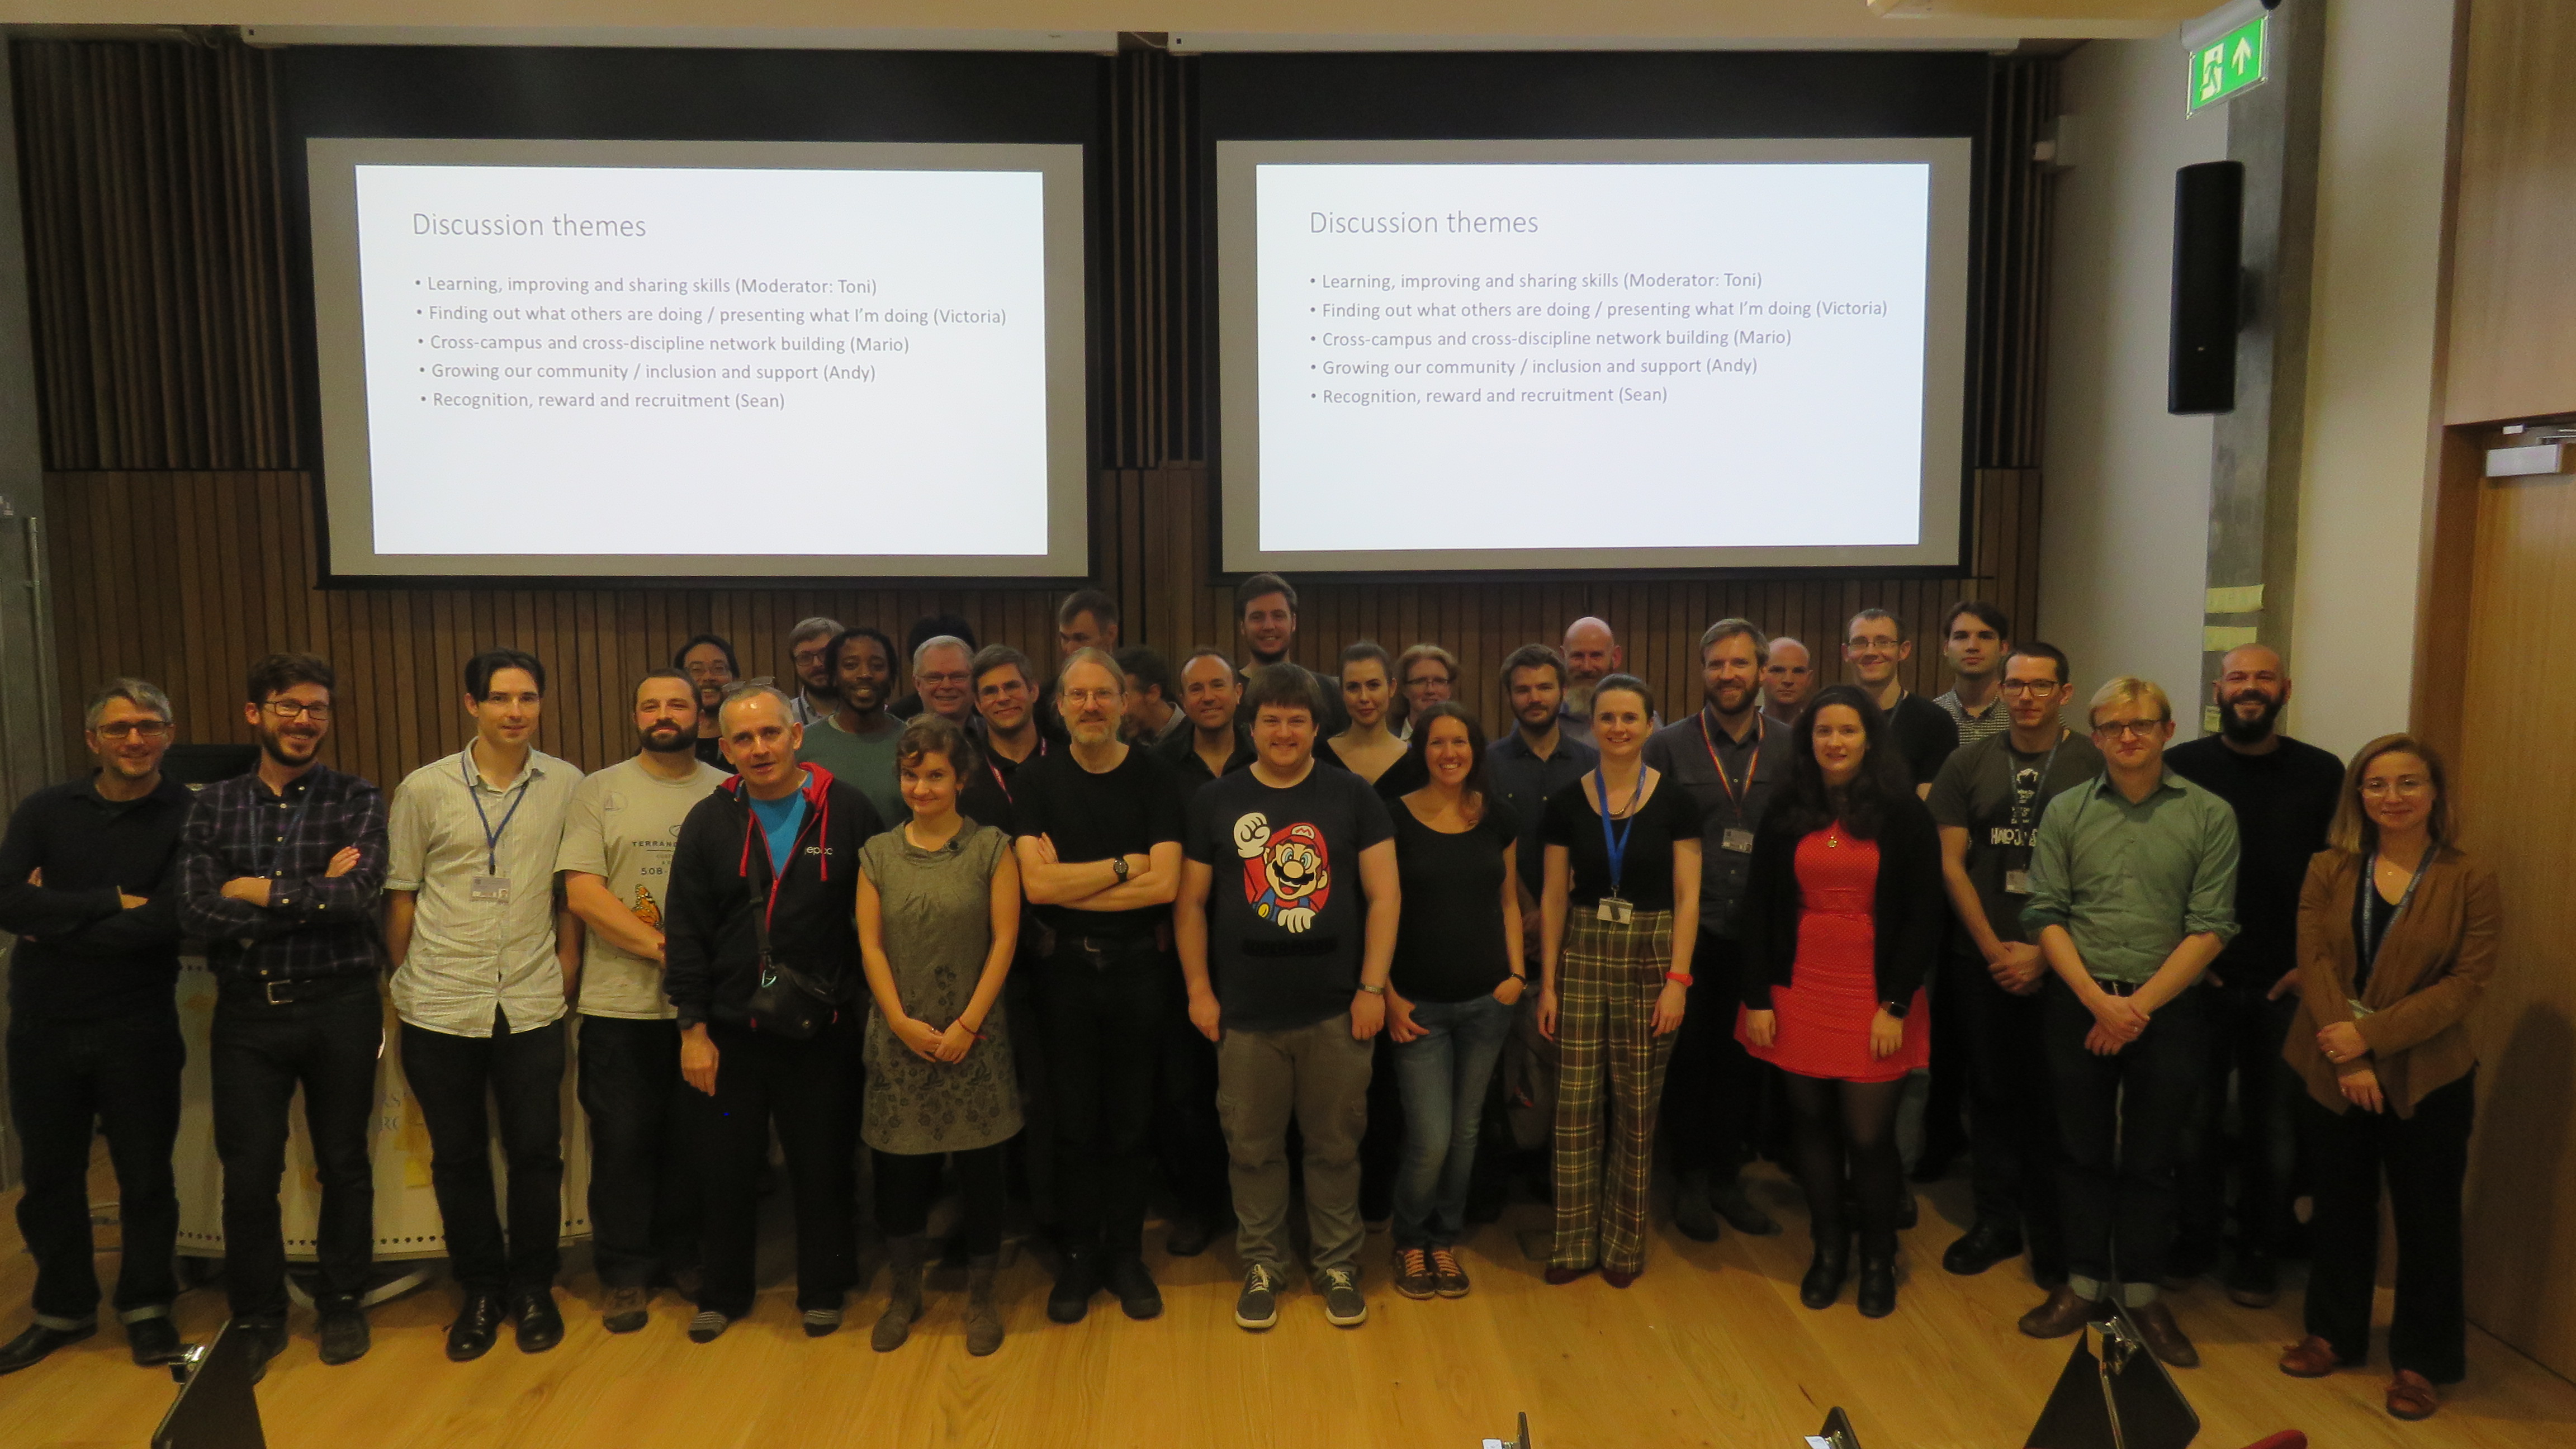 Discussion themes
• Learning, improving and sharing skills (Moderator: Toni)
• Finding out what others are doing / presenting what I'm doing (Victoria)
• Cross-campus and cross-discipline network building (Mario)
• Growing our community / inclusion and support (Andy)
• Recognition, reward and recruitment (Sean)
Discussion themes
• Learning, improving and sharing skills (Moderator: Toni)
• Finding out what others are doing / presenting what I'm doing (Victoria)
• Cross-campus and cross-discipline network building (Mario)
• Growing our community / inclusion and support (Andy)
• Recognition, reward and recruitment (Sean)
508-
epcc